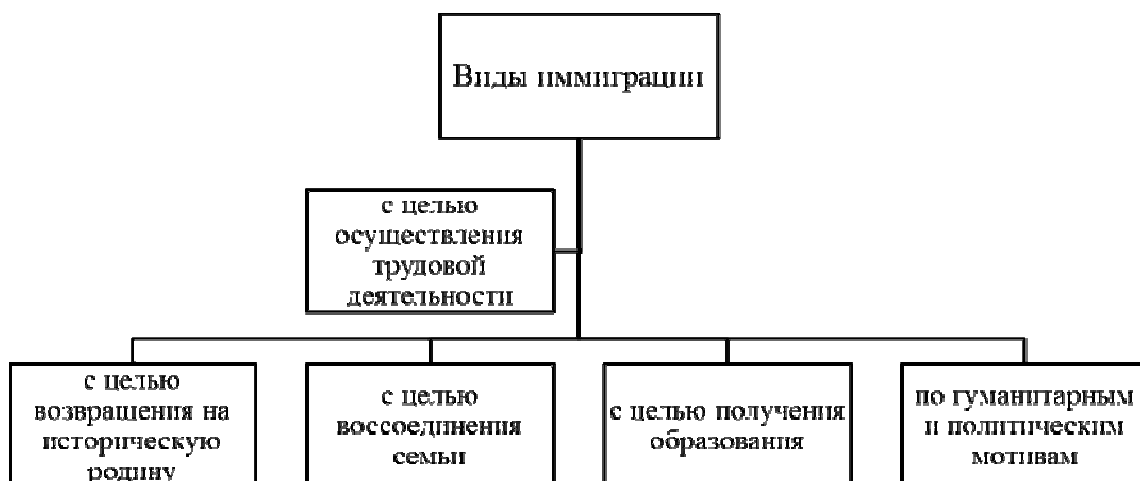 Виды иммиграции
с целью
осуществления
трудовой
деятельности
с целью
возвращения на
историческую
родину
с целью
воссоединения
семьи
с целью получения
образования
по гуманитарным
и политическим
мотивам